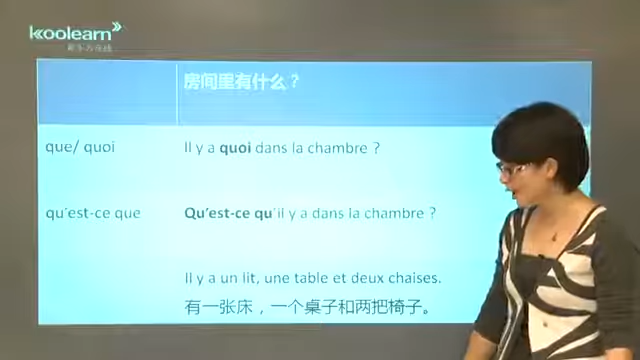 koolearn
新东方在线
房间里有什么？
que/ quoi
Il y a quoi dans la chambre ?
qu'est-ce que
Qu'est-ce qu'il y a dans la chambre ?
Il y a un lit, une table et deux chaises.
有一张床，一个桌子和两把椅子。